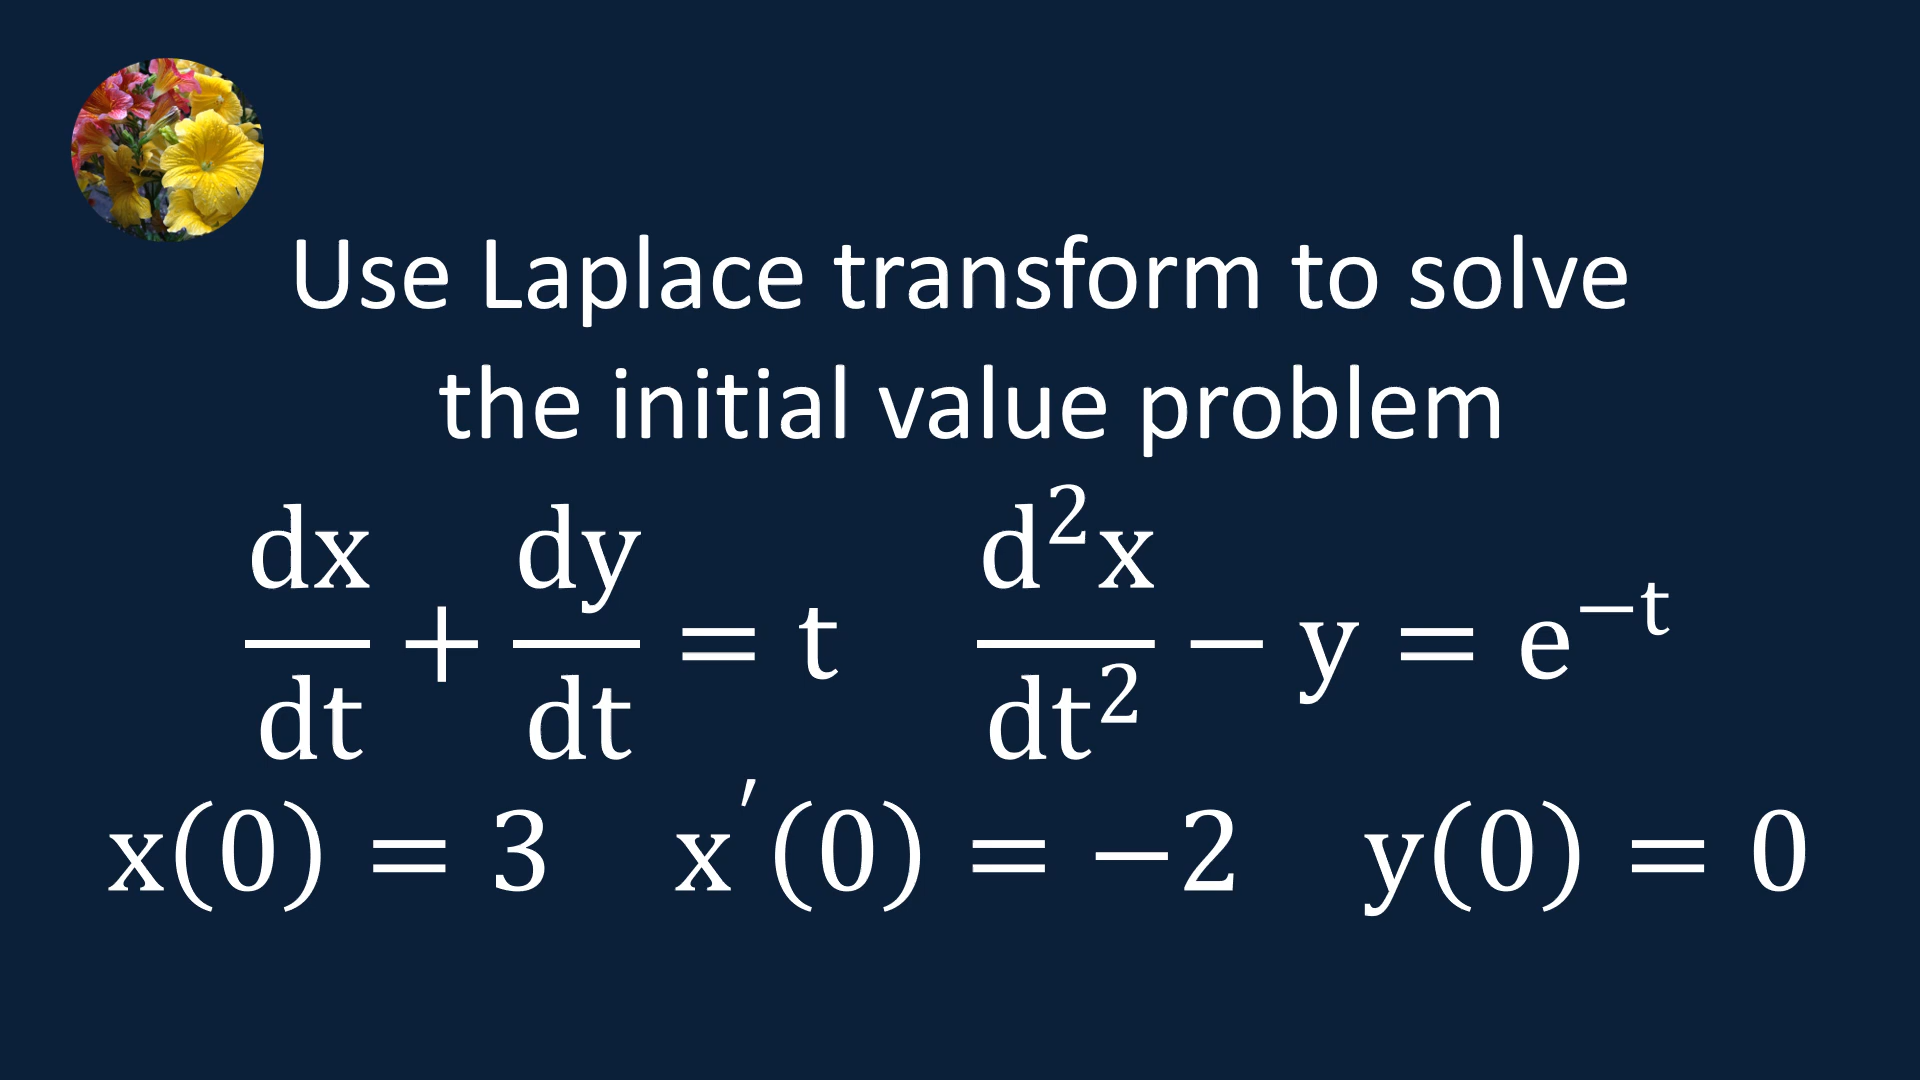 Use Laplace transform to solve
the initial value problem
dx/dt + dy/dt = t    d²x/dt² − y = e⁻ᵗ
x(0) = 3    x′(0) = −2    y(0) = 0